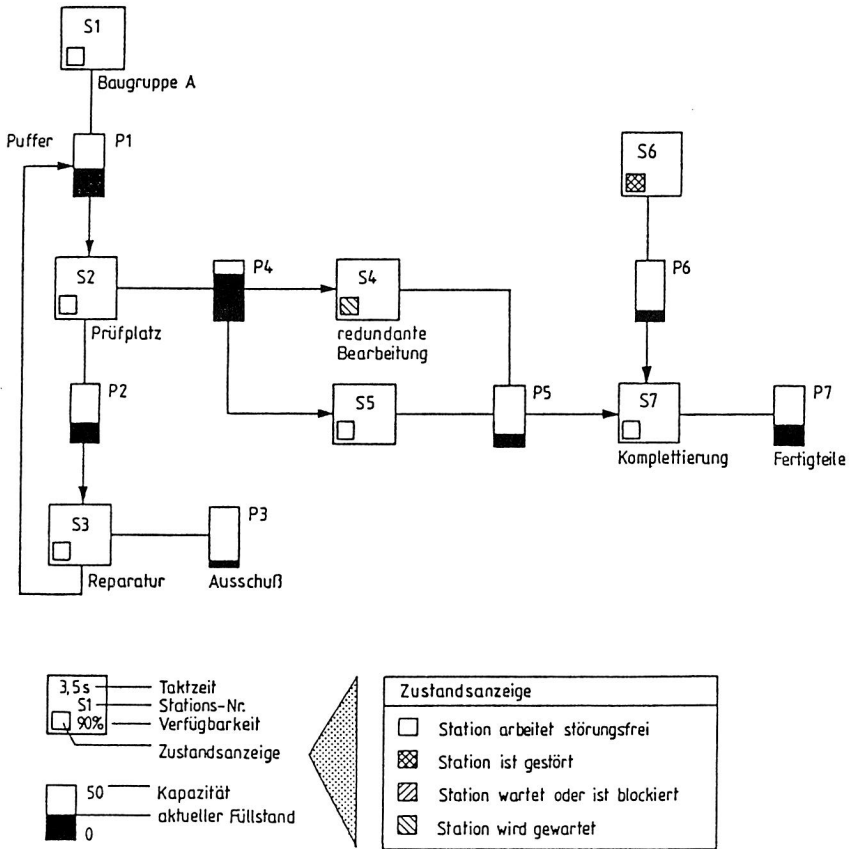 S1
Baugruppe A
Puffer
P1
S6
S2
P4
S4
P6
Prüfplatz
redundante
Bearbeitung
P2
S5
P5
S7
P7
Komplettierung
Fertigteile
S3
P3
Reparatur
Ausschuß
3,5s
Taktzeit
S1
Stations-Nr.
90%
Verfügbarkeit
Zustandsanzeige
50
Kapazität
aktueller Füllstand
0
Zustandsanzeige
Station arbeitet störungsfrei
Station ist gestört
Station wartet oder ist blockiert
Station wird gewartet